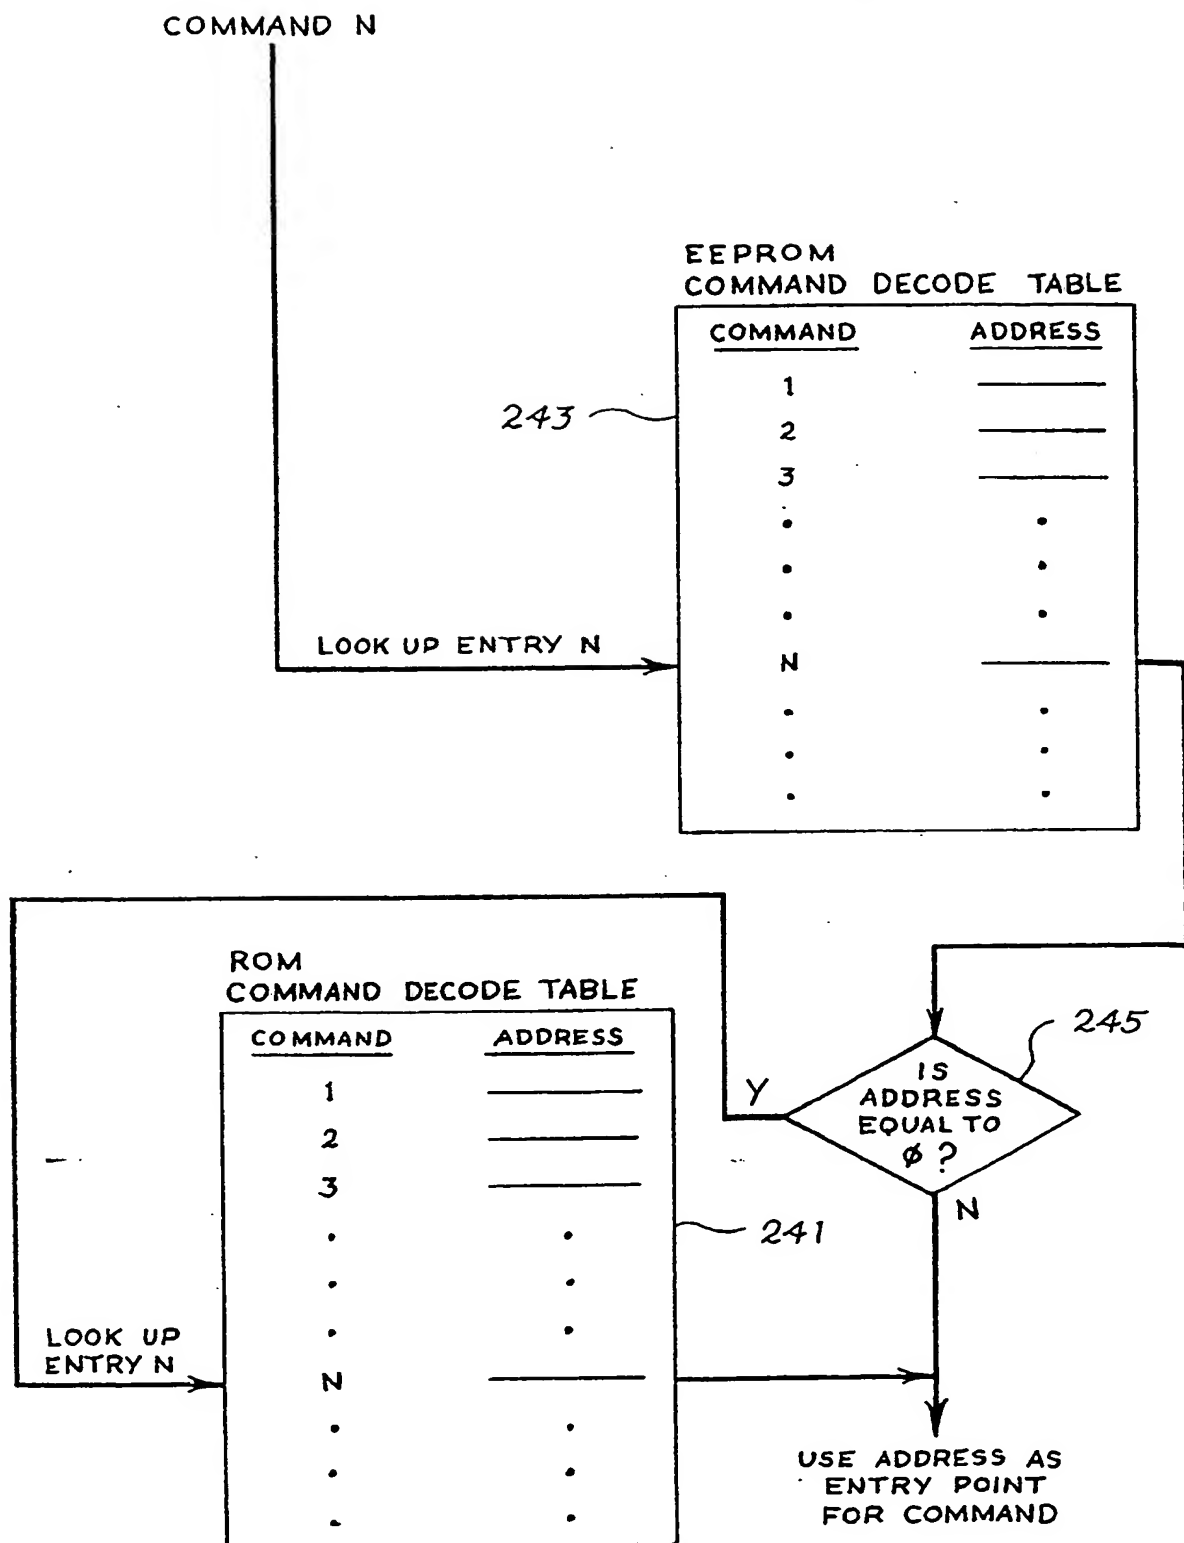 COMMAND N
EEPROM
COMMAND DECODE TABLE
COMMAND ADDRESS
1
243
2
3
LOOK UP ENTRY N
N
ROM
COMMAND DECODE TABLE
COMMAND ADDRESS
1
2
3
241
LOOK UP
ENTRY N
N
245
IS
ADDRESS
EQUAL TO
ø ?
Y
N
USE ADDRESS AS
ENTRY POINT
FOR COMMAND